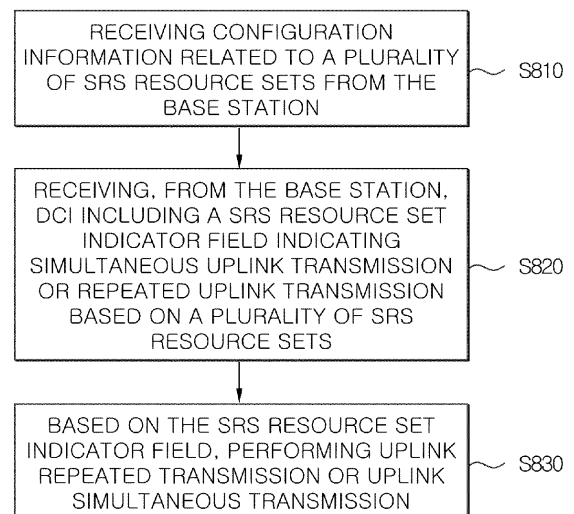 RECEIVING CONFIGURATION
INFORMATION RELATED TO A PLURALITY
OF SRS RESOURCE SETS FROM THE
BASE STATION
S810
RECEIVING, FROM THE BASE STATION,
DCI INCLUDING A SRS RESOURCE SET
INDICATOR FIELD INDICATING
SIMULTANEOUS UPLINK TRANSMISSION
OR REPEATED UPLINK TRANSMISSION
BASED ON A PLURALITY OF SRS
RESOURCE SETS
S820
BASED ON THE SRS RESOURCE SET
INDICATOR FIELD, PERFORMING UPLINK
REPEATED TRANSMISSION OR UPLINK
SIMULTANEOUS TRANSMISSION
S830